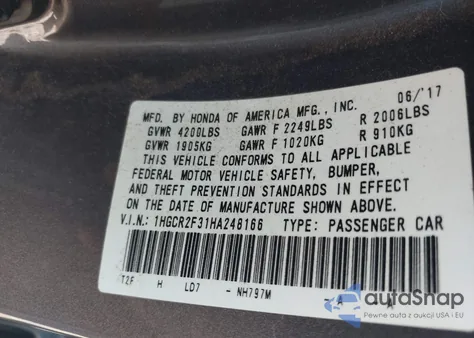 MFD. BY HONDA OF AMERICA MFG., INC. 06/'17
GVWR 4200LBS GAWR F 2249LBS R 2006LBS
GVWR 1905KG GAWR F 1020KG R 910KG
THIS VEHICLE CONFORMS TO ALL APPLICABLE
FEDERAL MOTOR VEHICLE SAFETY, BUMPER,
AND THEFT PREVENTION STANDARDS IN EFFECT
ON THE DATE OF MANUFACTURE SHOWN ABOVE.
V.I.N.: 1HGCR2F31HA248166 TYPE: PASSENGER CAR
T2F H LD7 - NH797M A A
autoSnap
Pewne auta z aukcji USA i EU